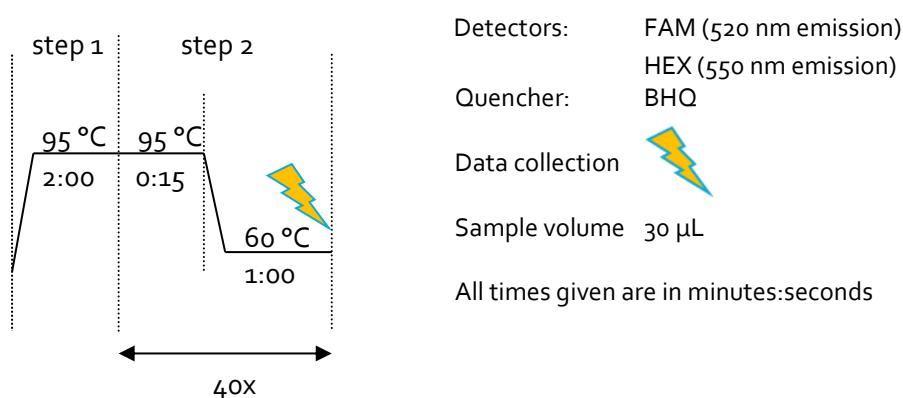 step 1 step 2
95 °C 95 °C
2:00 0:15
60 °C
1:00
40x
Detectors: FAM (520 nm emission)
HEX (550 nm emission)
Quencher: BHQ
Data collection
Sample volume 30 µL
All times given are in minutes:seconds